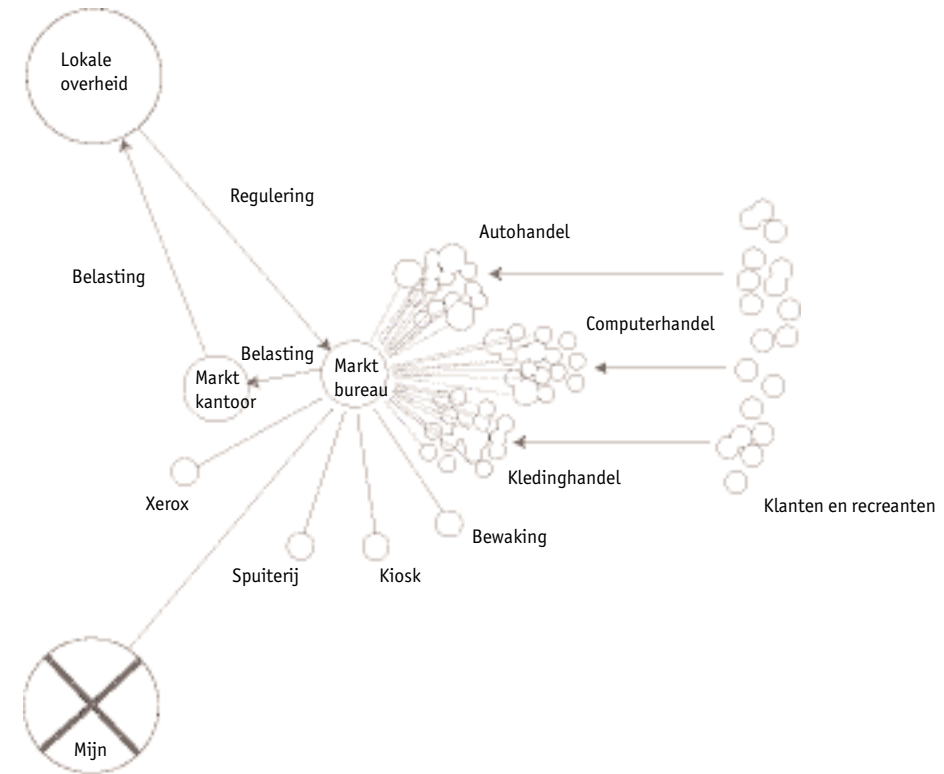 Lokale
overheid
Regulering
Autohandel
Belasting
Computerhandel
Belasting
Markt
bureau
Markt
kantoor
Kledinghandel
Xerox
Klanten en recreanten
Bewaking
Spuiterij
Kiosk
Mijn